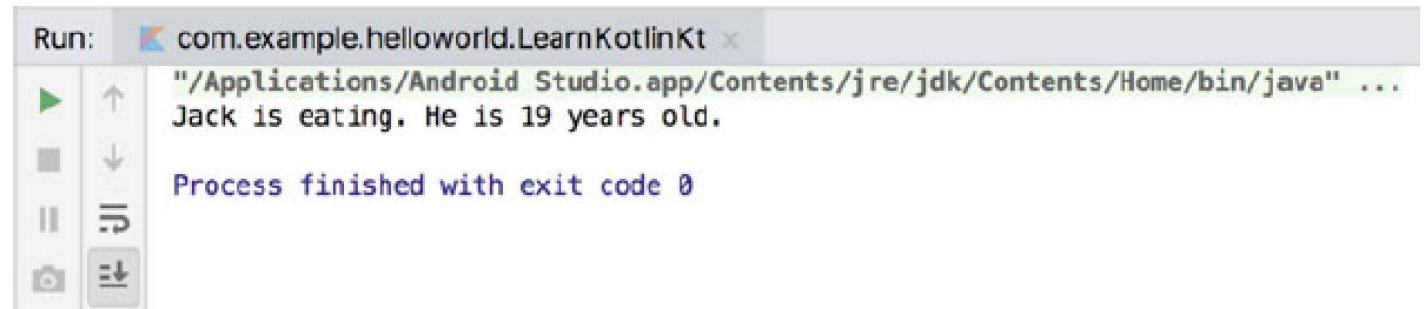 Run: com.example.helloworld.LearnKotlinKt ×
"/Applications/Android Studio.app/Contents/jre/jdk/Contents/Home/bin/java" ...
Jack is eating. He is 19 years old.
Process finished with exit code 0